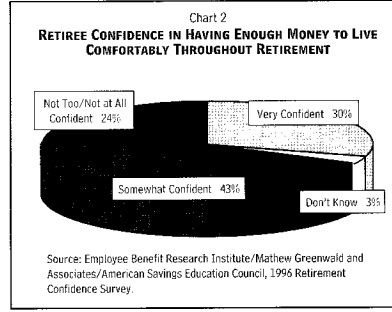 Chart 2
RETIREE CONFIDENCE IN HAVING ENOUGH MONEY TO LIVE
COMFORTABLY THROUGHOUT RETIREMENT
Not Too/Not at All
Confident 24%
Very Confident 30%
Somewhat Confident 43%
Don't Know 3%
Source: Employee Benefit Research Institute/Mathew Greenwald and
Associates/American Savings Education Council, 1996 Retirement
Confidence Survey.